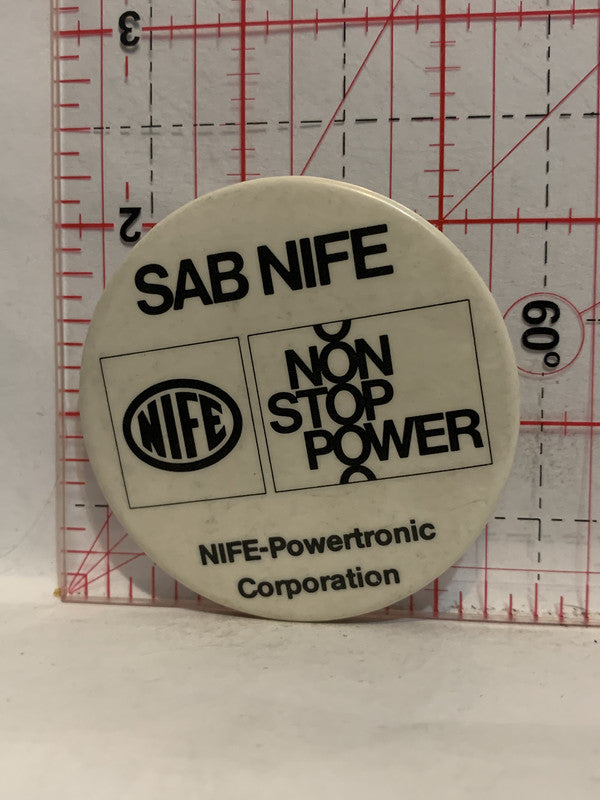 3
2
SAB NIFE
NIFE
NON
STOP
POWER
60°
NIFE-Powertronic
Corporation